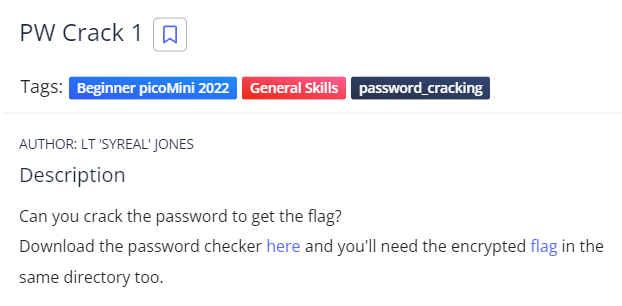 PW Crack 1
Tags: Beginner picoMini 2022 General Skills password_cracking
AUTHOR: LT 'SYREAL' JONES
Description
Can you crack the password to get the flag?
Download the password checker here and you'll need the encrypted flag in the
same directory too.